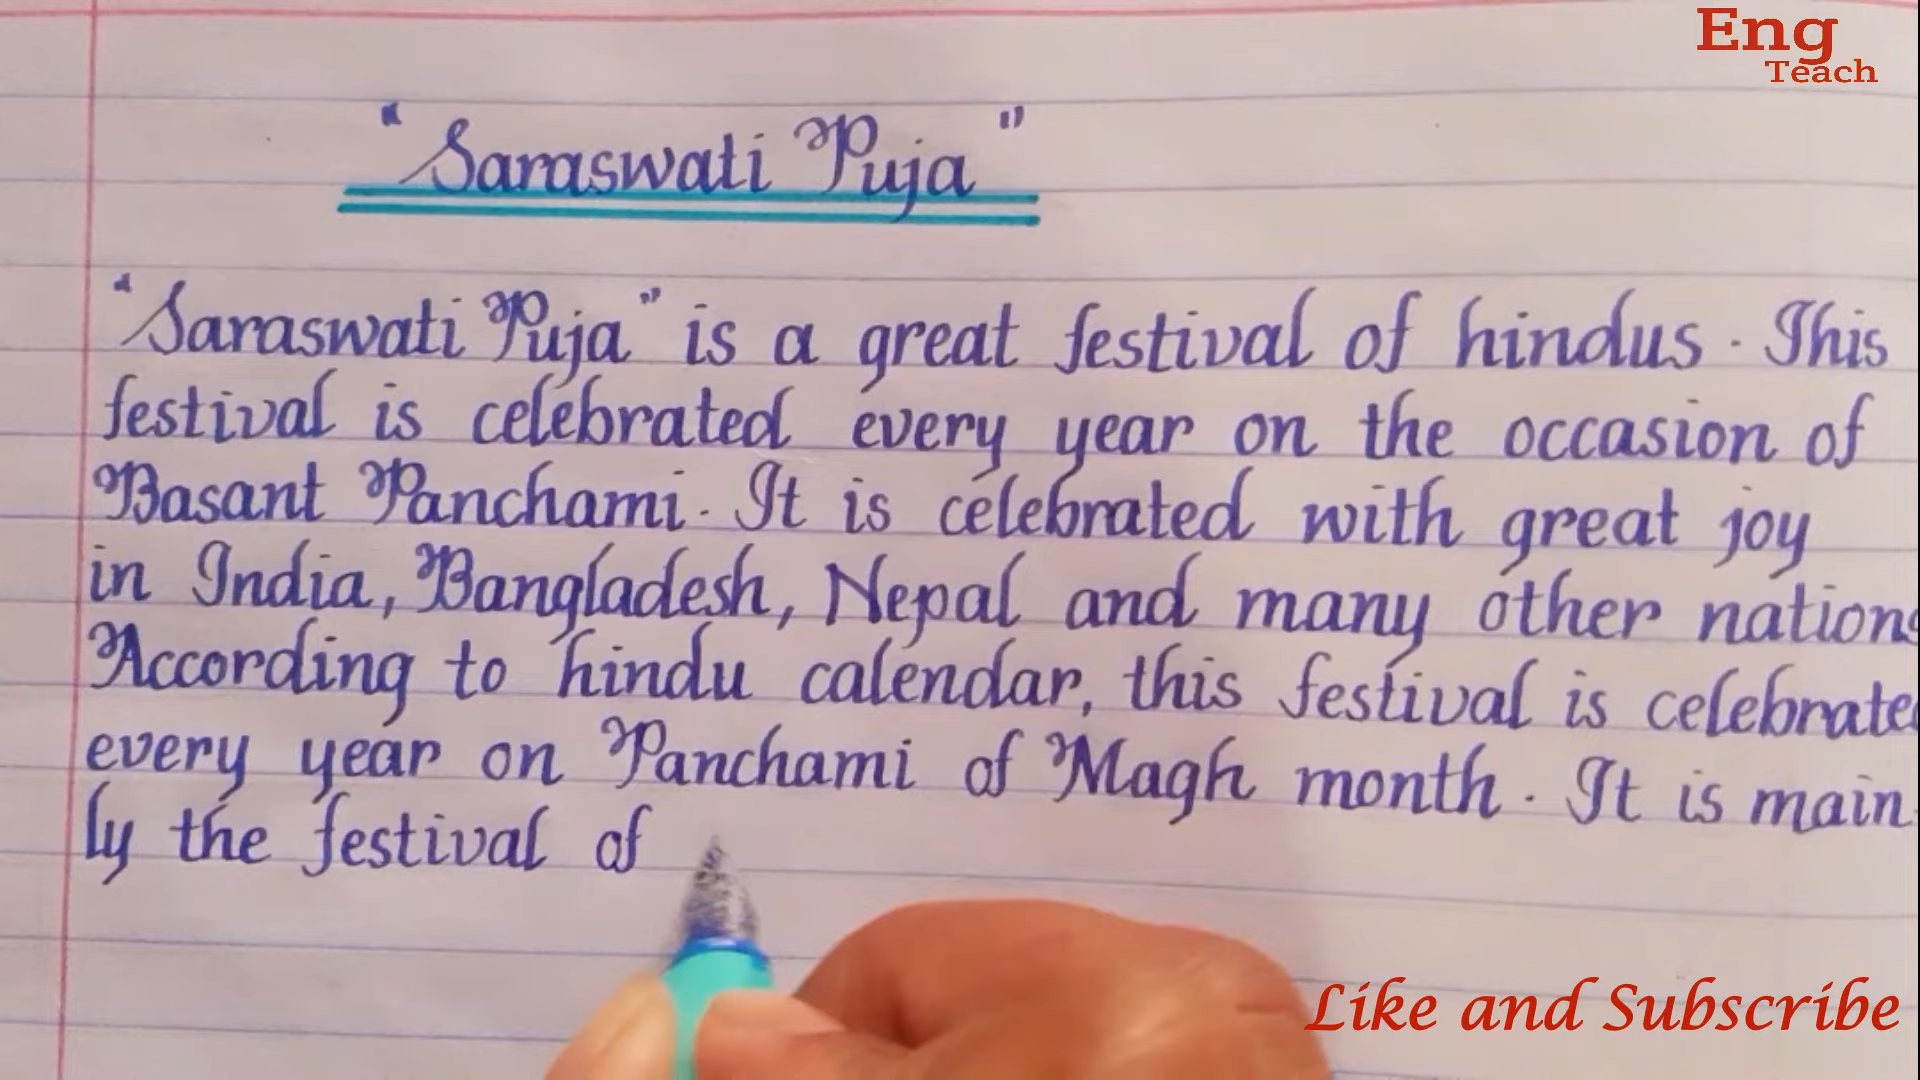 Eng
Teach
"Saraswati Puja"
"Saraswati Puja" is a great festival of hindus. This
festival is celebrated every year on the occasion of
Basant Panchami. It is celebrated with great joy
in India, Bangladesh, Nepal and many other nations
According to hindu calendar, this festival is celebrated
every year on Panchami of Magh month. It is main
ly the festival of
Like and Subscribe